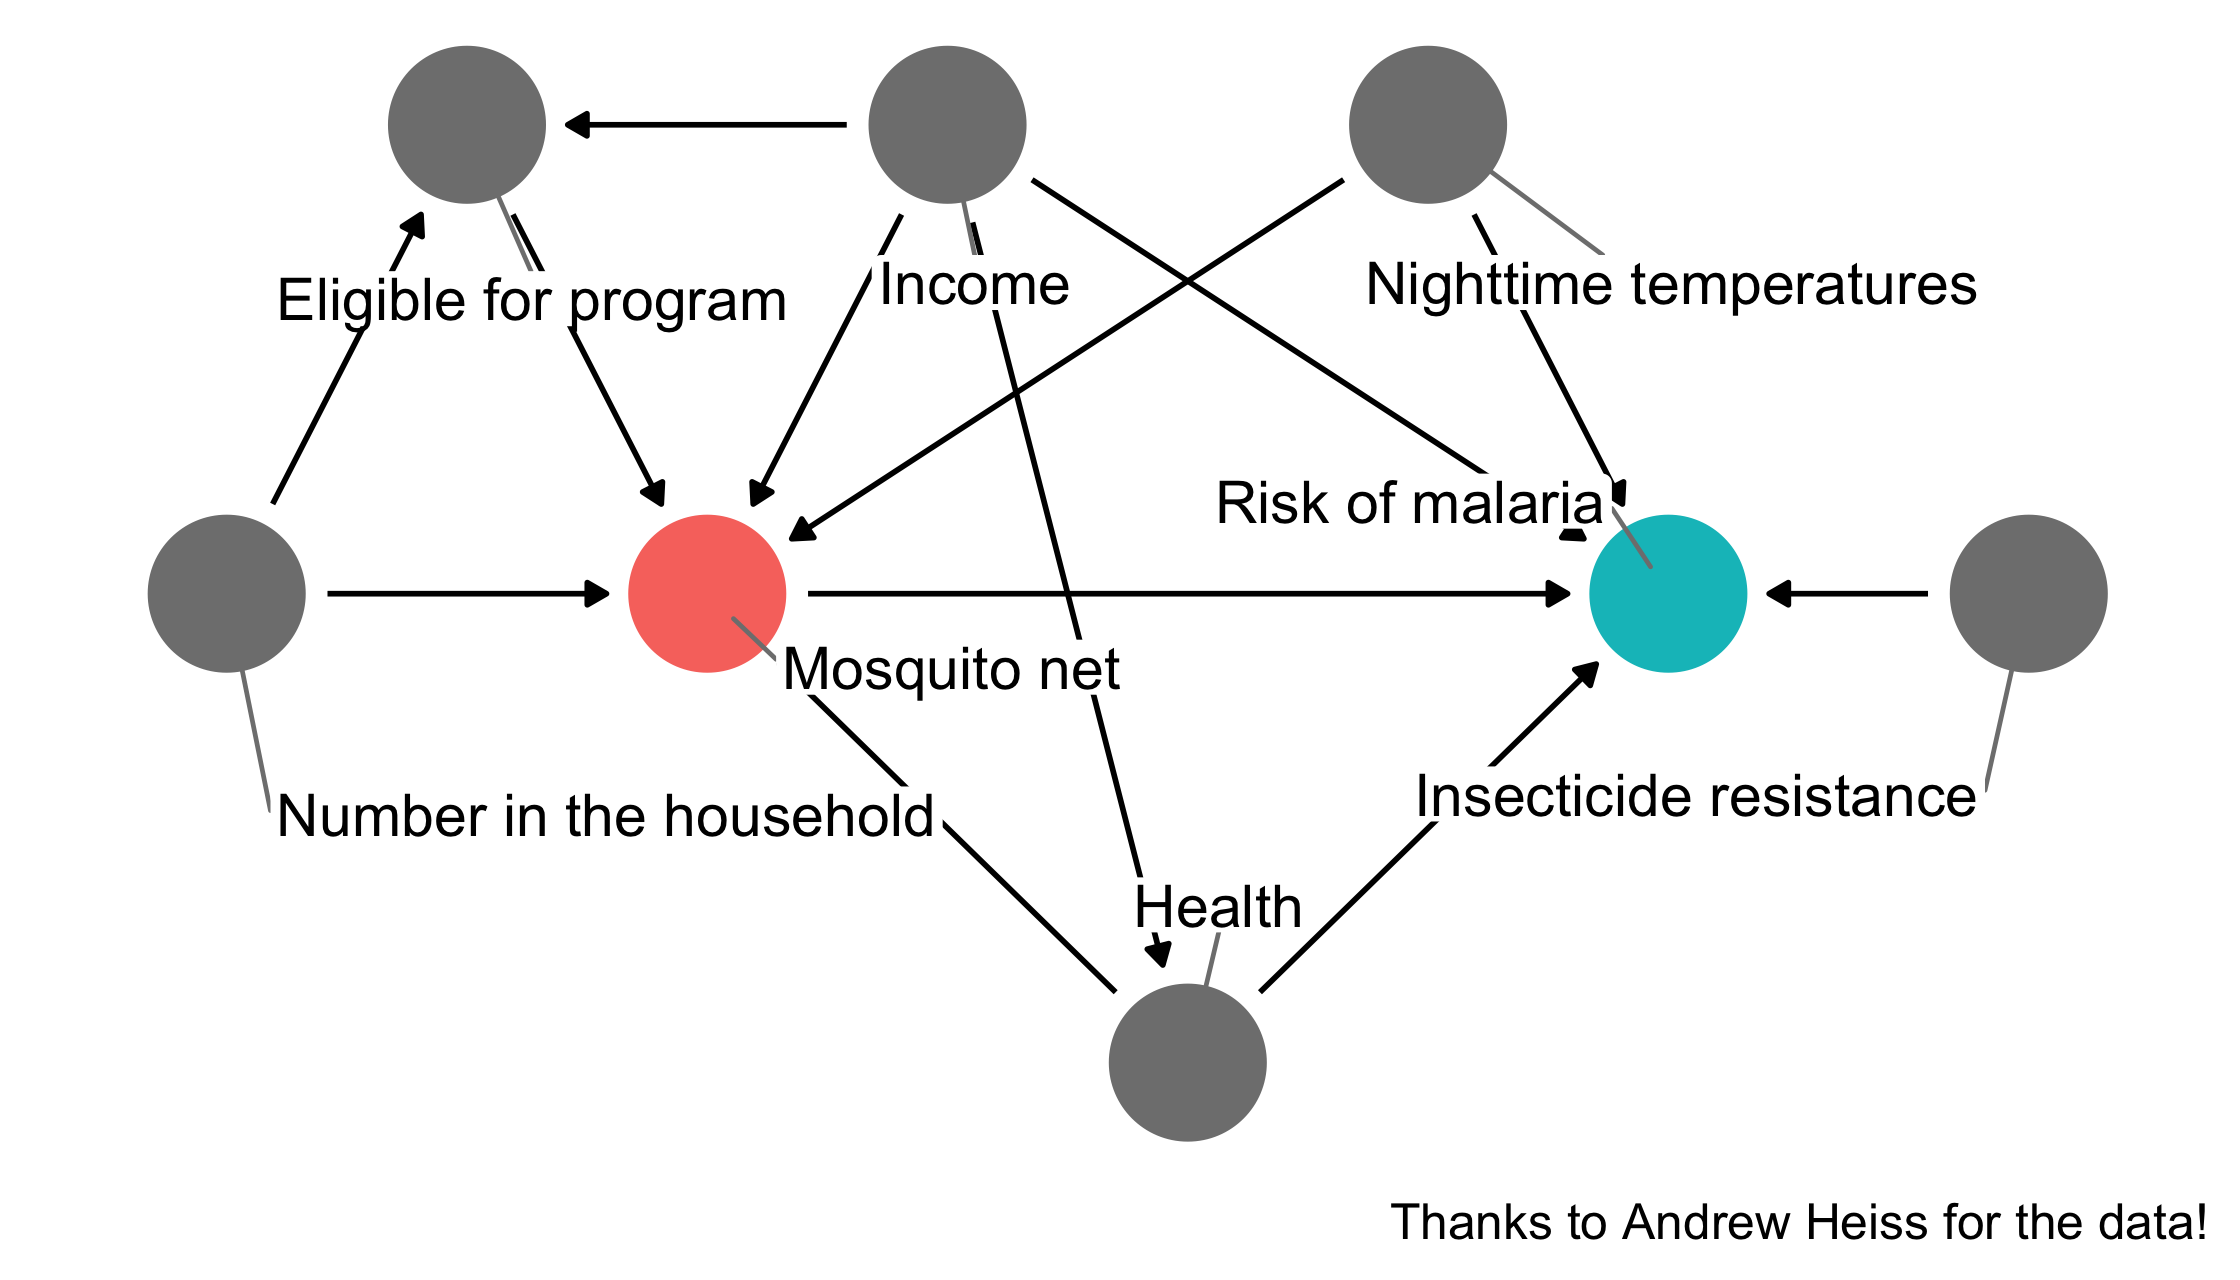 Eligible for program
Income
Nighttime temperatures
Risk of malaria
Mosquito net
Number in the household
Insecticide resistance
Health
Thanks to Andrew Heiss for the data!